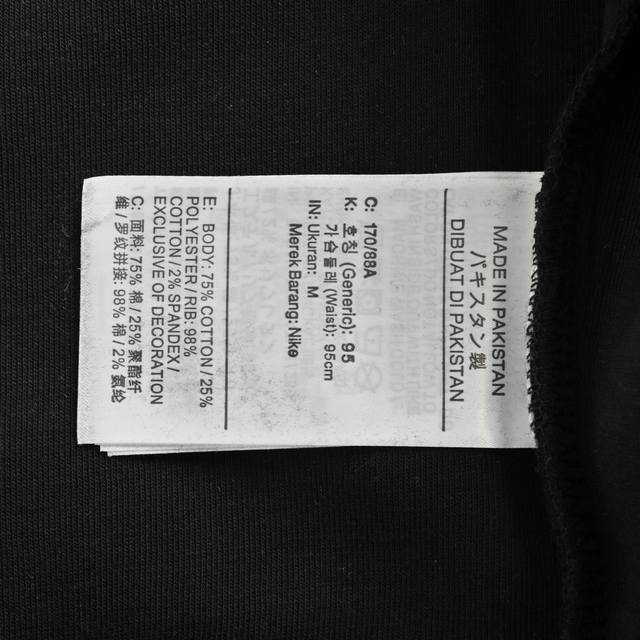 MADE IN PAKISTAN
パキスタン製
DIBUAT DI PAKISTAN
C: 170/88A
K: 호칭 (Generlo): 95
가슴둘레 (Waist): 95cm
IN: Ukuran: M
Merek Barang: Nike
E: BODY: 75% COTTON / 25%
POLYESTER / RIB: 98%
COTTON / 2% SPANDEX /
EXCLUSIVE OF DECORATION
C: 面料: 75% 棉 / 25% 聚酯纤
维 / 罗纹拼接: 98% 棉 / 2% 氨纶